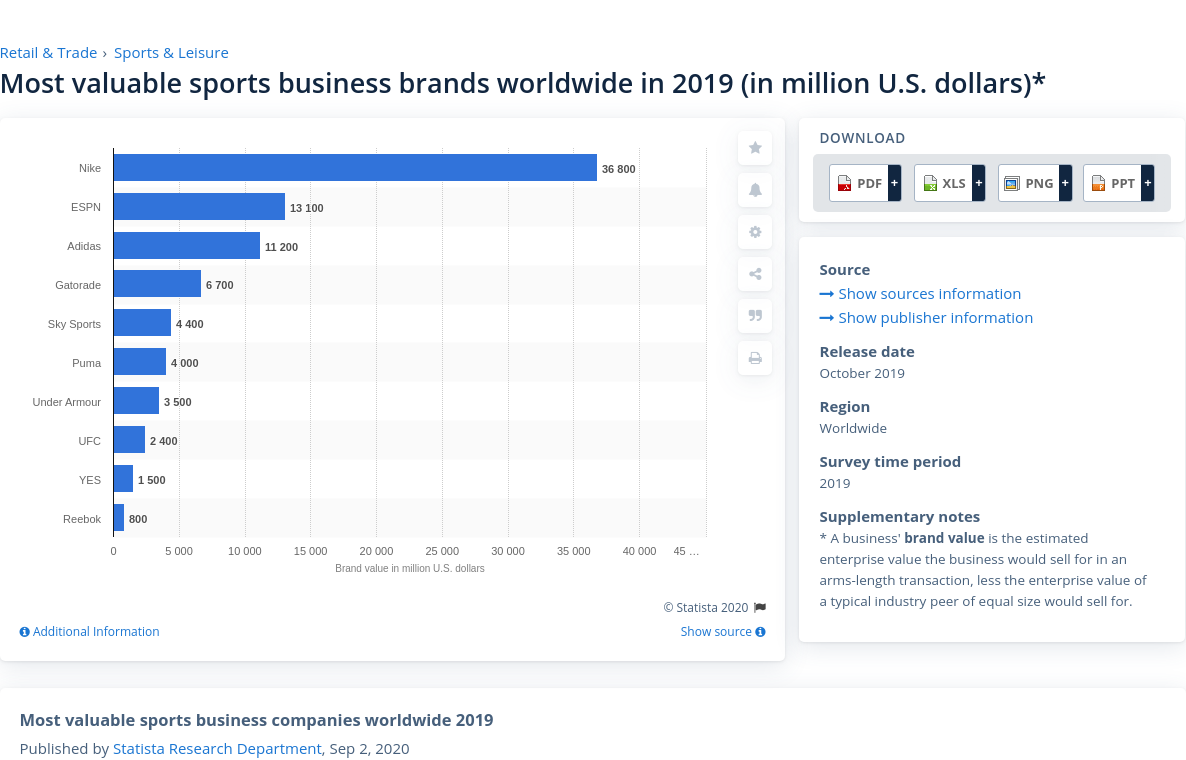 Retail & Trade › Sports & Leisure
Most valuable sports business brands worldwide in 2019 (in million U.S. dollars)*
Nike 36 800
ESPN 13 100
Adidas 11 200
Gatorade 6 700
Sky Sports 4 400
Puma 4 000
Under Armour 3 500
UFC 2 400
YES 1 500
Reebok 800
0 5 000 10 000 15 000 20 000 25 000 30 000 35 000 40 000 45 ...
Brand value in million U.S. dollars
© Statista 2020
Additional Information Show source
DOWNLOAD
PDF + XLS + PNG + PPT +
Source
Show sources information
Show publisher information
Release date
October 2019
Region
Worldwide
Survey time period
2019
Supplementary notes
* A business' brand value is the estimated
enterprise value the business would sell for in an
arms-length transaction, less the enterprise value of
a typical industry peer of equal size would sell for.
Most valuable sports business companies worldwide 2019
Published by Statista Research Department, Sep 2, 2020